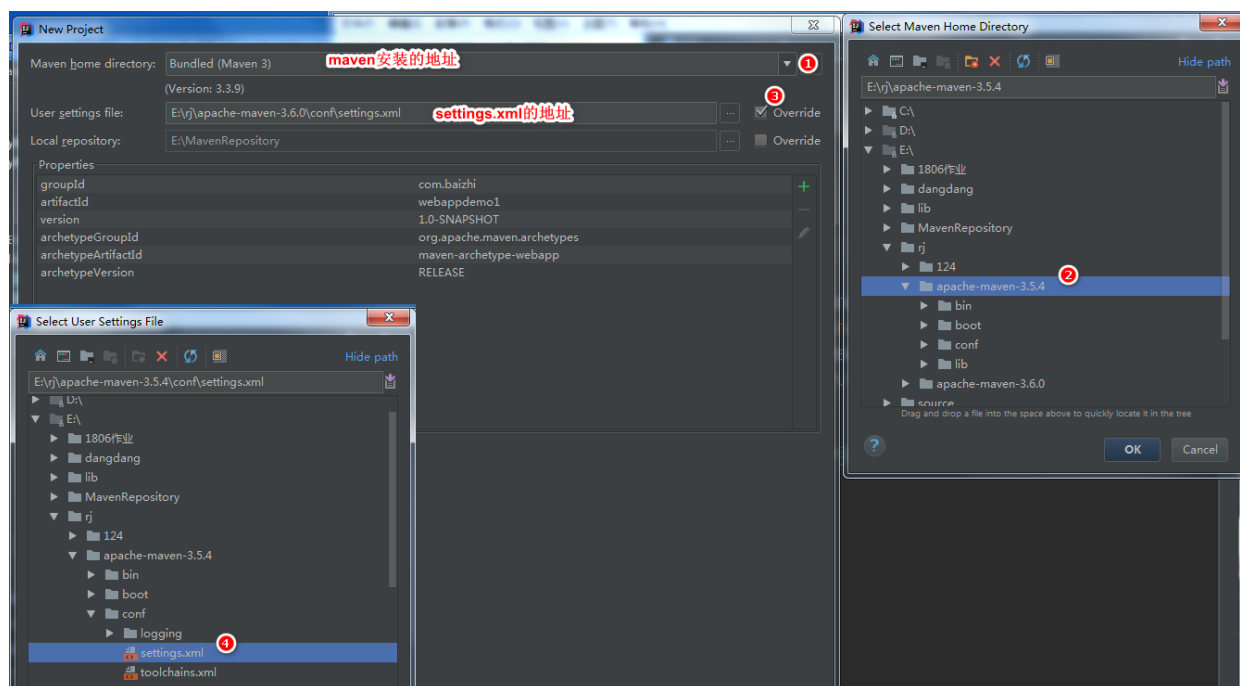 New Project
Maven home directory: Bundled (Maven 3) maven安装的地址 1
(Version: 3.3.9)
3
User settings file: E:\rj\apache-maven-3.6.0\conf\settings.xml settings.xml的地址 ... Override
Local repository: E:\MavenRepository ... Override
Properties
groupId com.baizhi
artifactId webappdemo1
version 1.0-SNAPSHOT
archetypeGroupId org.apache.maven.archetypes
archetypeArtifactId maven-archetype-webapp
archetypeVersion RELEASE
Select User Settings File
Hide path
E:\rj\apache-maven-3.5.4\conf\settings.xml
D:\
E:\
1806作业
dangdang
lib
MavenRepository
rj
124
apache-maven-3.5.4
bin
boot
conf
logging
settings.xml 4
toolchains.xml
Select Maven Home Directory
Hide path
E:\rj\apache-maven-3.5.4
C:\
D:\
E:\
1806作业
dangdang
lib
MavenRepository
rj
124
apache-maven-3.5.4 2
bin
boot
conf
lib
apache-maven-3.6.0
source
Drag and drop a file into the space above to quickly locate it in the tree
? OK Cancel